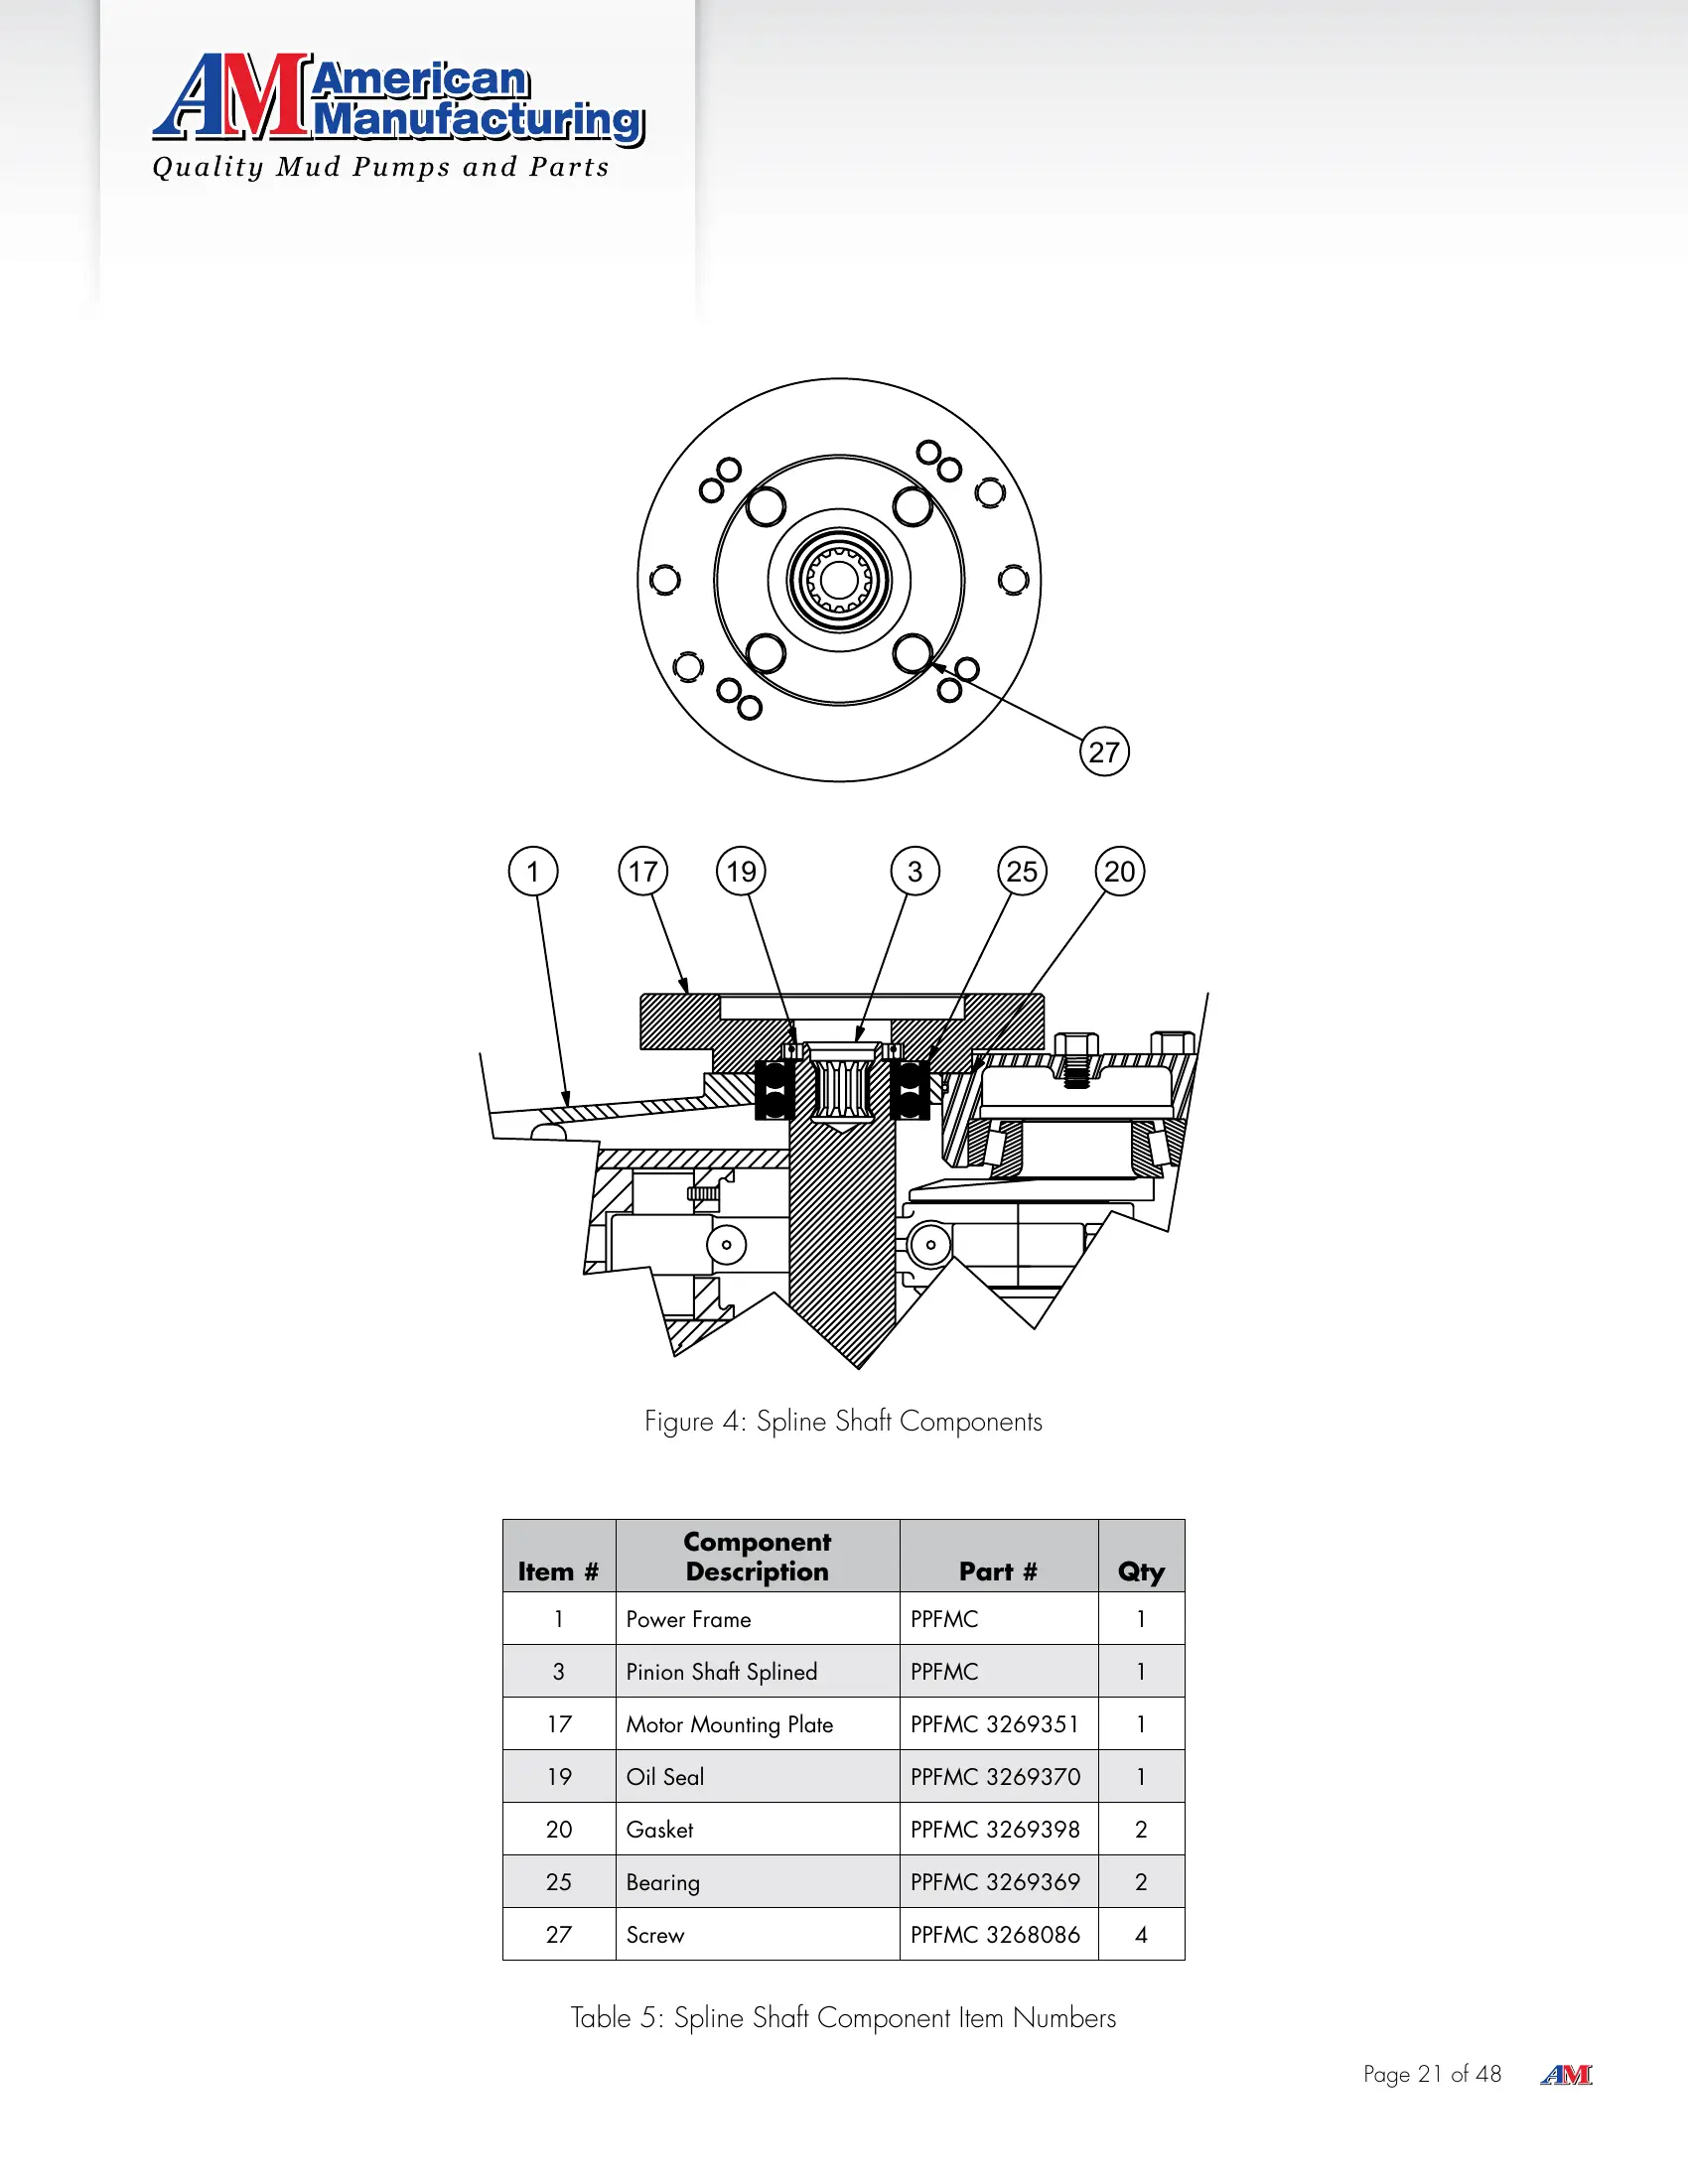 AM American
Manufacturing
Quality Mud Pumps and Parts
27
1 17 19 3 25 20
Figure 4: Spline Shaft Components
Item # Component Description Part # Qty
1 Power Frame PPFMC 1
3 Pinion Shaft Splined PPFMC 1
17 Motor Mounting Plate PPFMC 3269351 1
19 Oil Seal PPFMC 3269370 1
20 Gasket PPFMC 3269398 2
25 Bearing PPFMC 3269369 2
27 Screw PPFMC 3268086 4
Table 5: Spline Shaft Component Item Numbers
Page 21 of 48 AM